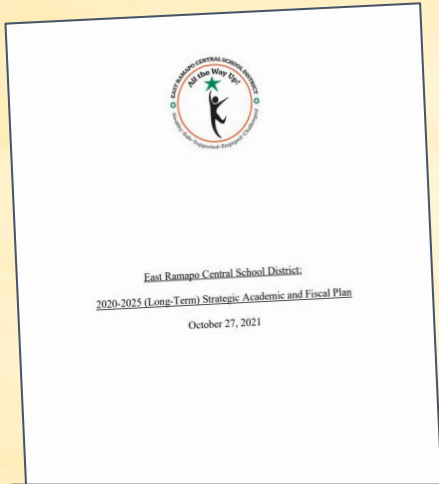 EAST RAMAPO CENTRAL SCHOOL DISTRICT
All the Way Up!
Healthy-Safe-Supported-Engaged-Challenged
East Ramapo Central School District:
2020-2025 (Long-Term) Strategic Academic and Fiscal Plan
October 27, 2021